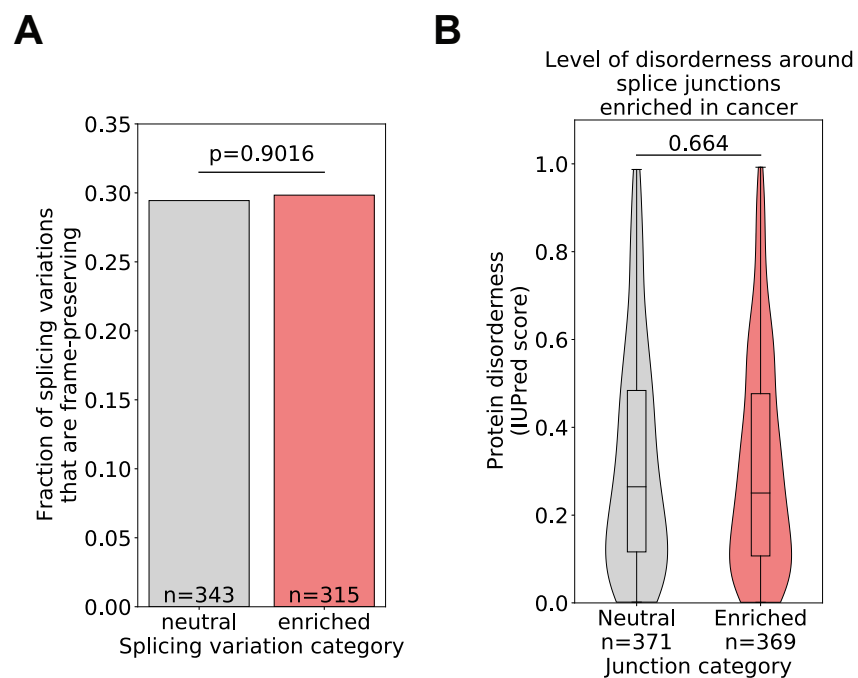 A
Fraction of splicing variations
that are frame-preserving
0.35
0.30
0.25
0.20
0.15
0.10
0.05
0.00
p=0.9016
n=343
n=315
neutral
enriched
Splicing variation category
B
Level of disorderness around
splice junctions
enriched in cancer
Protein disorderness
(IUPred score)
1.0
0.8
0.6
0.4
0.2
0.0
0.664
Neutral
n=371
Enriched
n=369
Junction category